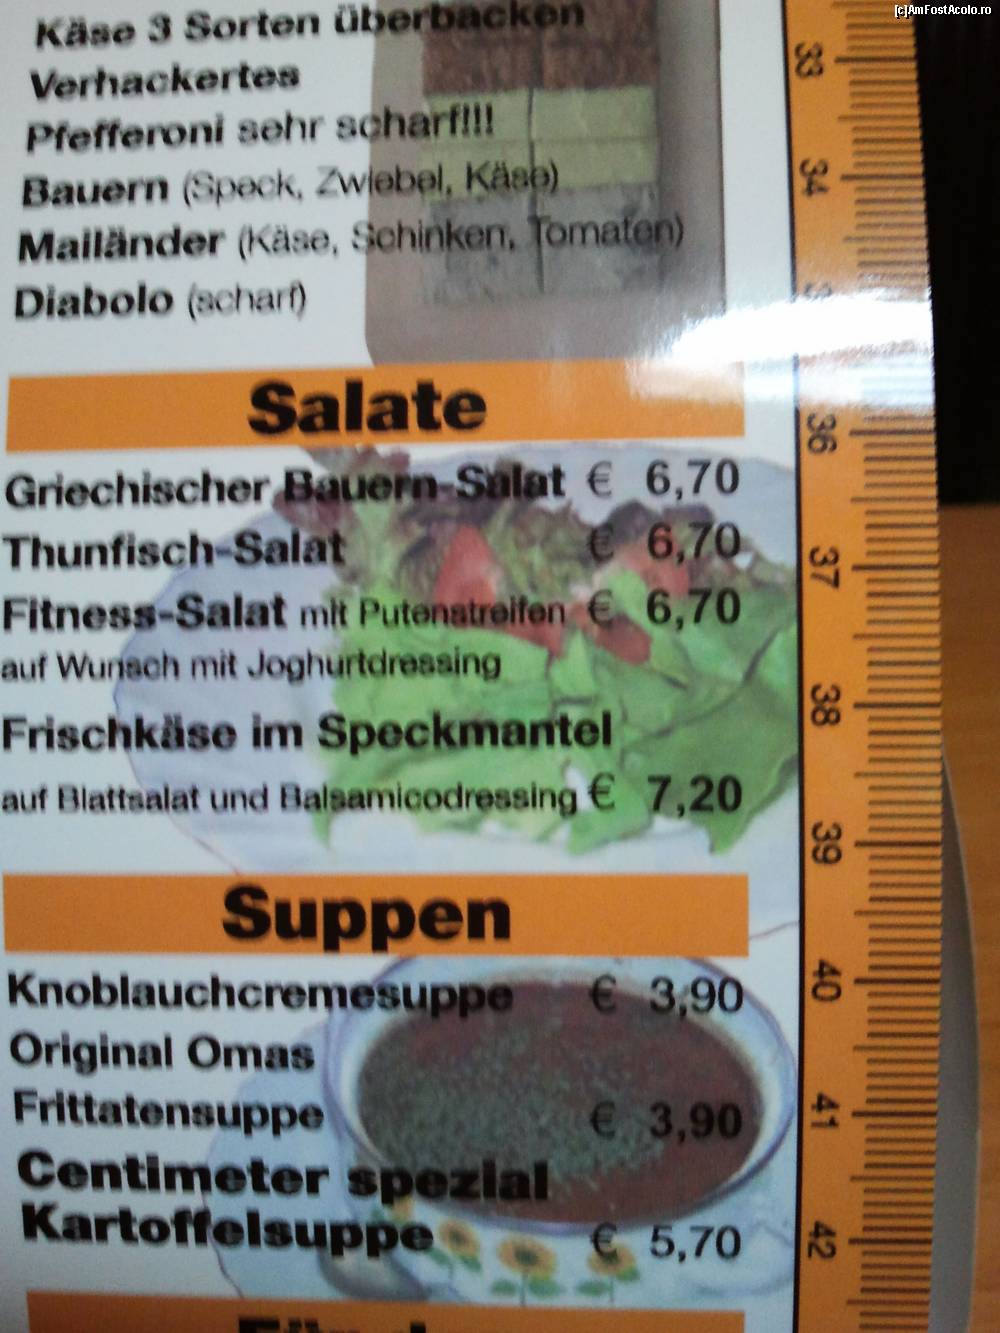 [c]AmFostAcolo.ro
Käse 3 Sorten überbacken
Verhackertes
Pfefferoni sehr scharf!!!
Bauern (Speck, Zwiebel, Käse)
Mailänder (Käse, Schinken, Tomaten)
Diabolo (scharf)
Salate
Griechischer Bauern-Salat € 6,70
Thunfisch-Salat € 6,70
Fitness-Salat mit Putenstreifen € 6,70
auf Wunsch mit Joghurtdressing
Frischkäse im Speckmantel
auf Blattsalat und Balsamicodressing € 7,20
Suppen
Knoblauchcremesuppe € 3,90
Original Omas
Frittatensuppe € 3,90
Centimeter spezial
Kartoffelsuppe € 5,70
33
34
36
37
38
39
40
41
42